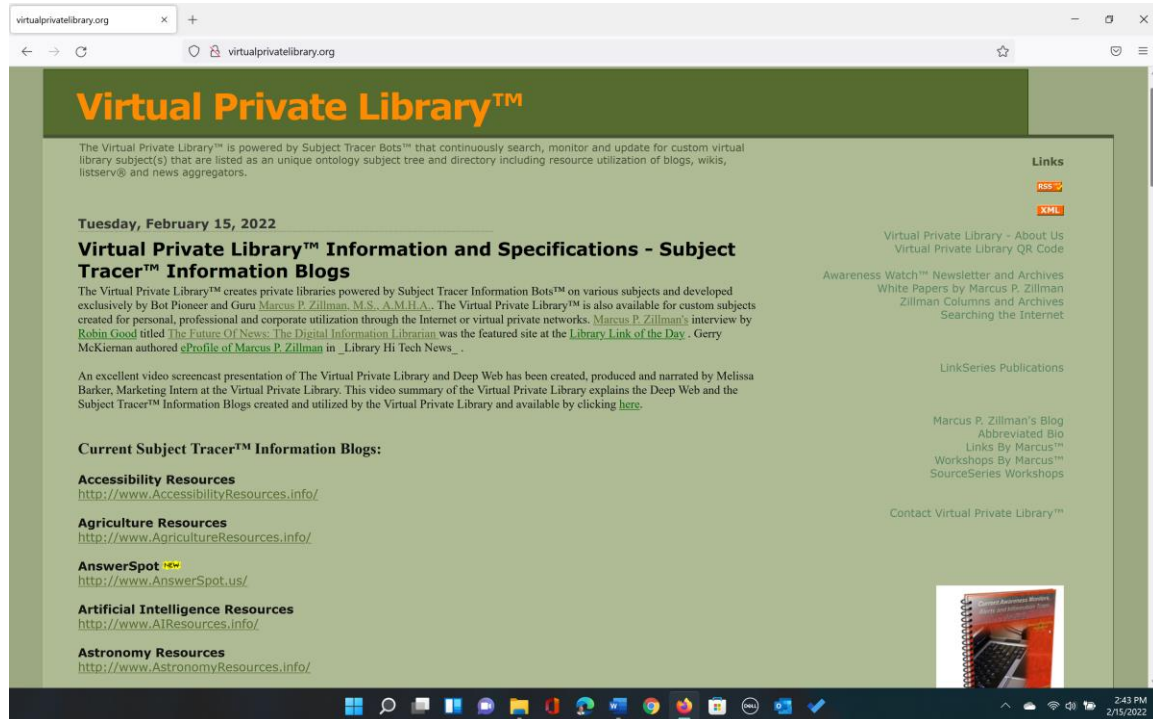 virtualprivatelibrary.org
virtualprivatelibrary.org
Virtual Private Library™
The Virtual Private Library™ is powered by Subject Tracer Bots™ that continuously search, monitor and update for custom virtual
library subject(s) that are listed as an unique ontology subject tree and directory including resource utilization of blogs, wikis,
listserv® and news aggregators.
Tuesday, February 15, 2022
Virtual Private Library™ Information and Specifications - Subject
Tracer™ Information Blogs
The Virtual Private Library™ creates private libraries powered by Subject Tracer Information Bots™ on various subjects and developed
exclusively by Bot Pioneer and Guru Marcus P. Zillman, M.S., A.M.H.A.. The Virtual Private Library™ is also available for custom subjects
created for personal, professional and corporate utilization through the Internet or virtual private networks. Marcus P. Zillman's interview by
Robin Good titled The Future Of News: The Digital Information Librarian was the featured site at the Library Link of the Day . Gerry
McKiernan authored eProfile of Marcus P. Zillman in _Library Hi Tech News_ .
An excellent video screencast presentation of The Virtual Private Library and Deep Web has been created, produced and narrated by Melissa
Barker, Marketing Intern at the Virtual Private Library. This video summary of the Virtual Private Library explains the Deep Web and the
Subject Tracer™ Information Blogs created and utilized by the Virtual Private Library and available by clicking here.
Current Subject Tracer™ Information Blogs:
Accessibility Resources
http://www.AccessibilityResources.info/
Agriculture Resources
http://www.AgricultureResources.info/
AnswerSpot NEW
http://www.AnswerSpot.us/
Artificial Intelligence Resources
http://www.AIResources.info/
Astronomy Resources
http://www.AstronomyResources.info/
Links
RSS
XML
Virtual Private Library - About Us
Virtual Private Library QR Code
Awareness Watch™ Newsletter and Archives
White Papers by Marcus P. Zillman
Zillman Columns and Archives
Searching the Internet
LinkSeries Publications
Marcus P. Zillman's Blog
Abbreviated Bio
Links By Marcus™
Workshops By Marcus™
SourceSeries Workshops
Contact Virtual Private Library™
Current Awareness Monitors
DELL
2:43 PM
2/15/2022